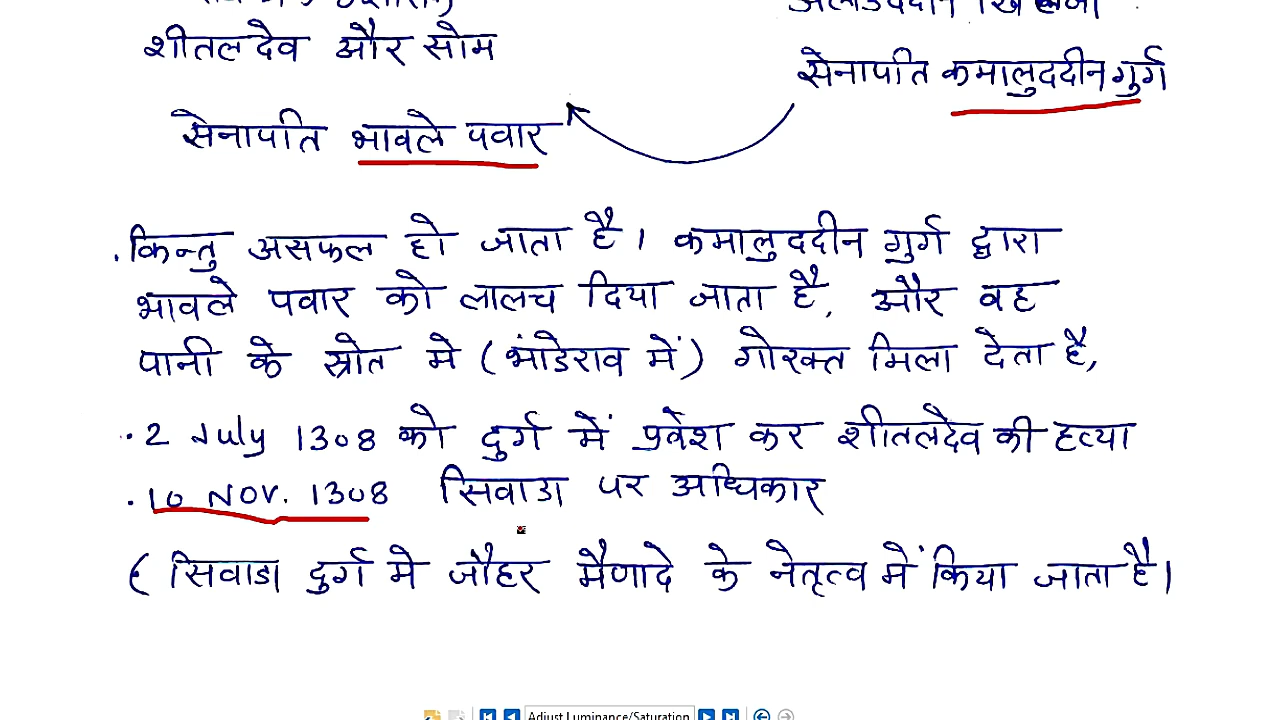 शीतलदेव और सोम
सेनापति कमालुददीन गुर्ग
सेनापति भावले पवार
. किन्तु असफल हो जाता है। कमालुददीन गुर्ग द्वारा
भावले पवार को लालच दिया जाता है, और वह
पानी के स्रोत मे (भांडेराव में) गोरक्त मिला देता है,
. 2 July 1308 को दुर्ग में प्रवेश कर शीतलदेव की हत्या
. 10 Nov. 1308 सिवाडा पर अधिकार
( सिवाडा दुर्ग मे जौहर मैणादे के नेतृत्व में किया जाता है।
Adjust Luminance/Saturation